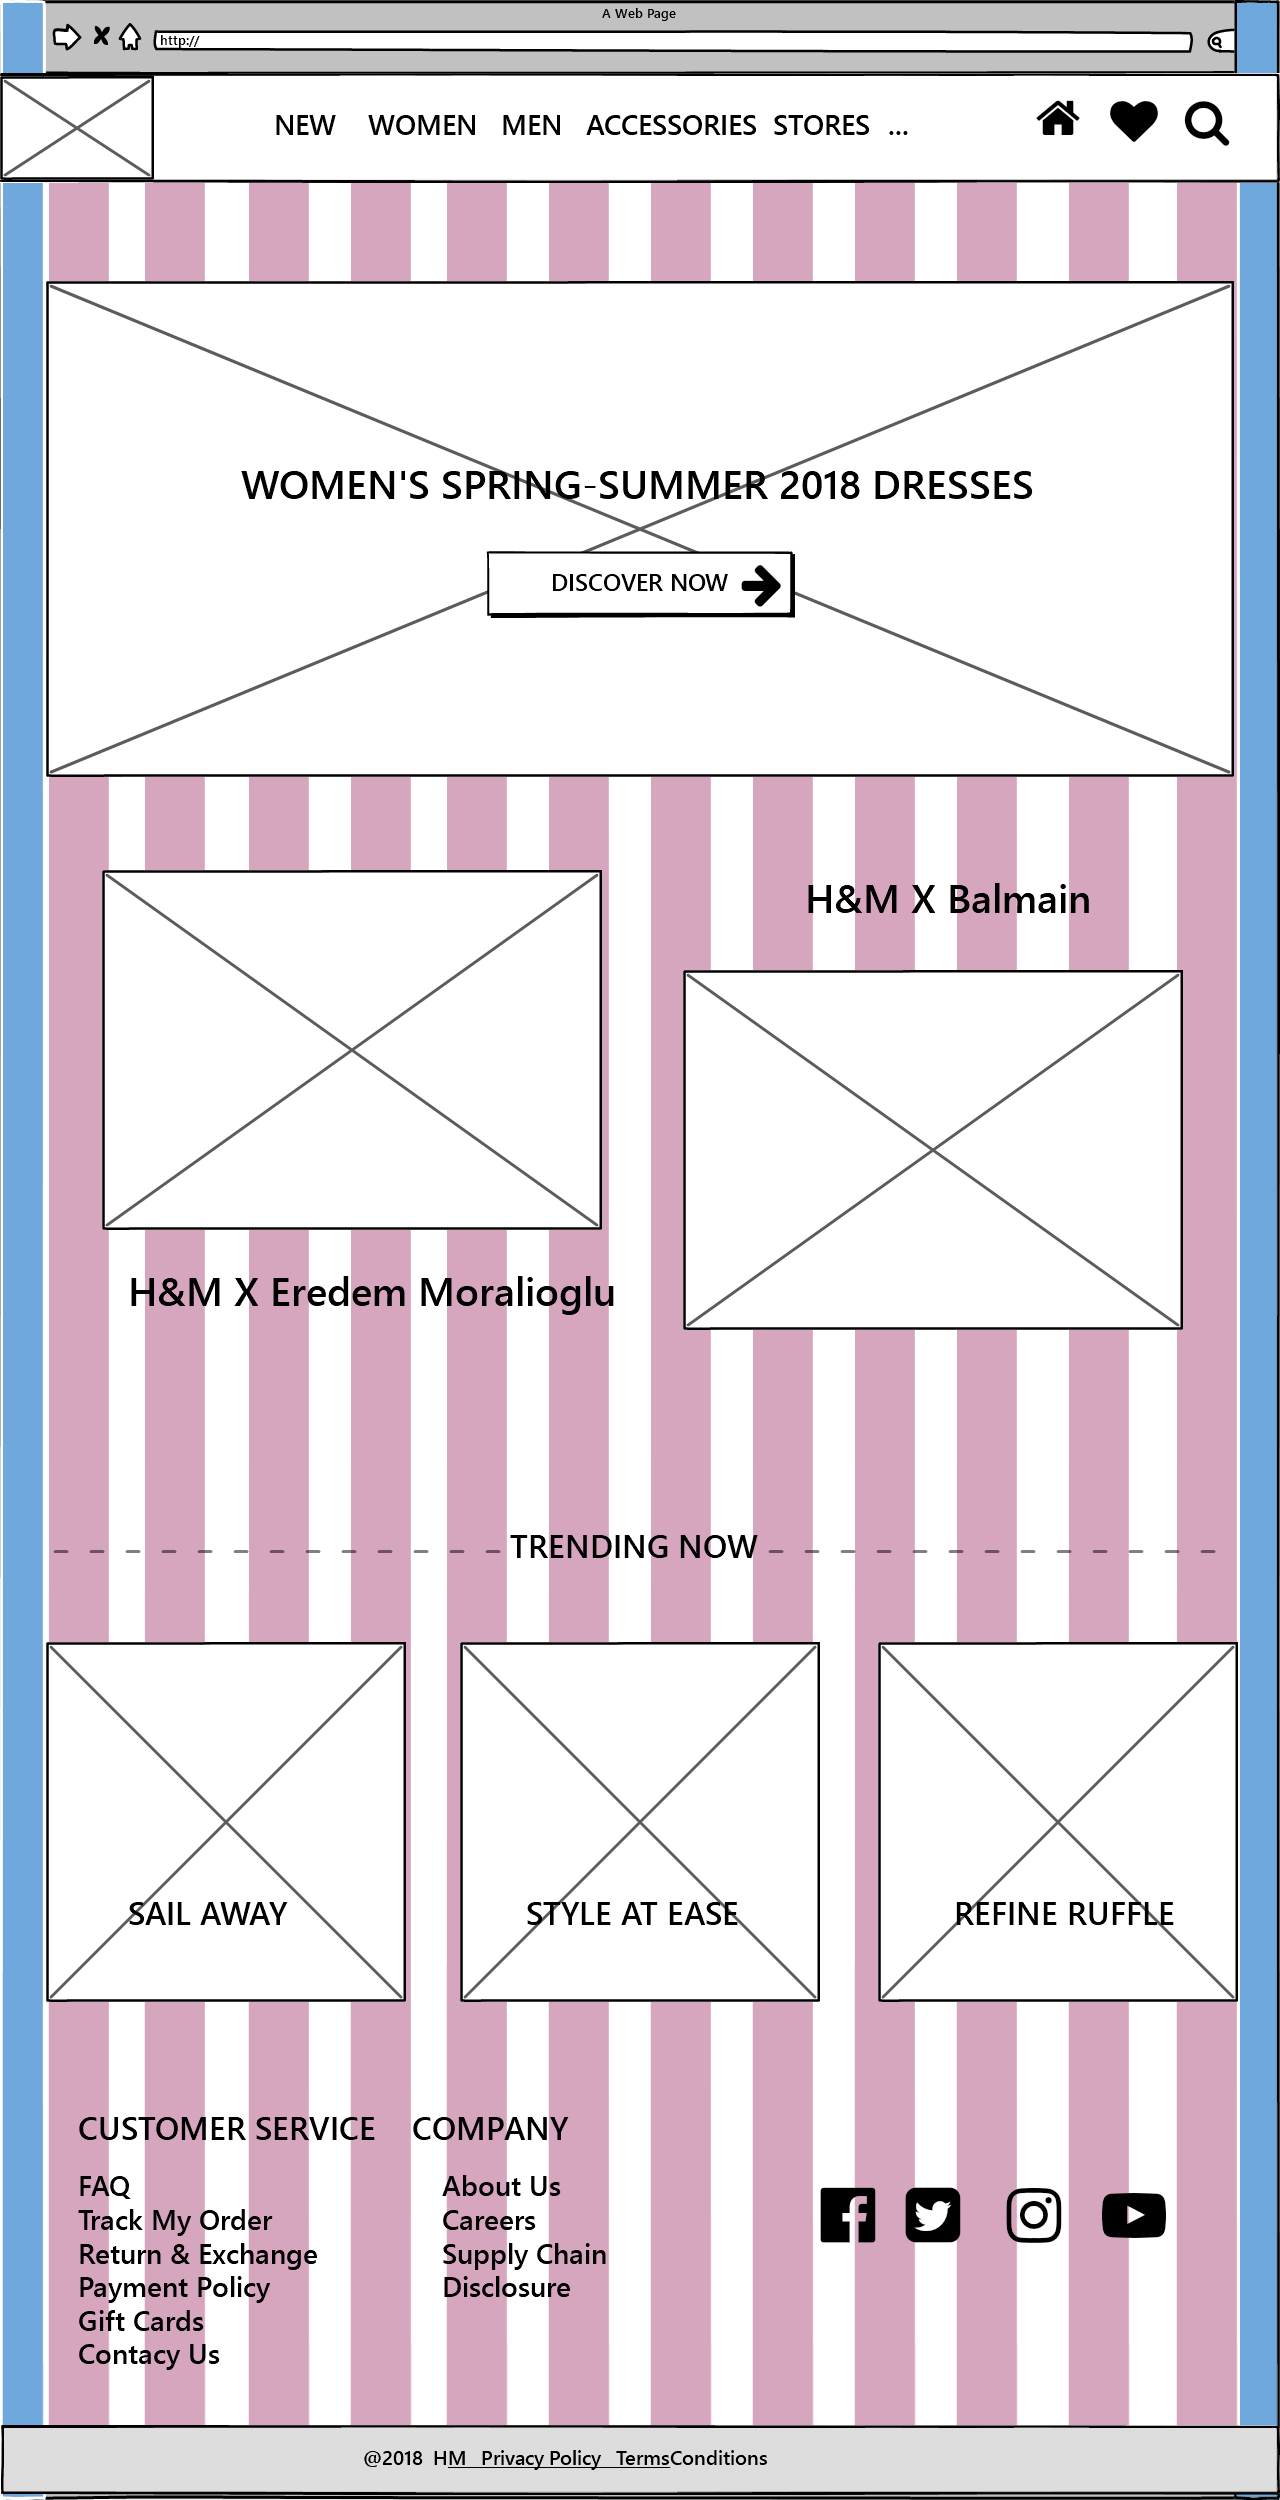 A Web Page
http://
NEW WOMEN MEN ACCESSORIES STORES ...
WOMEN'S SPRING-SUMMER 2018 DRESSES
DISCOVER NOW
H&M X Balmain
H&M X Eredem Moralioglu
TRENDING NOW
SAIL AWAY
STYLE AT EASE
REFINE RUFFLE
CUSTOMER SERVICE
FAQ
Track My Order
Return & Exchange
Payment Policy
Gift Cards
Contacy Us
COMPANY
About Us
Careers
Supply Chain
Disclosure
@2018 HM Privacy Policy TermsConditions